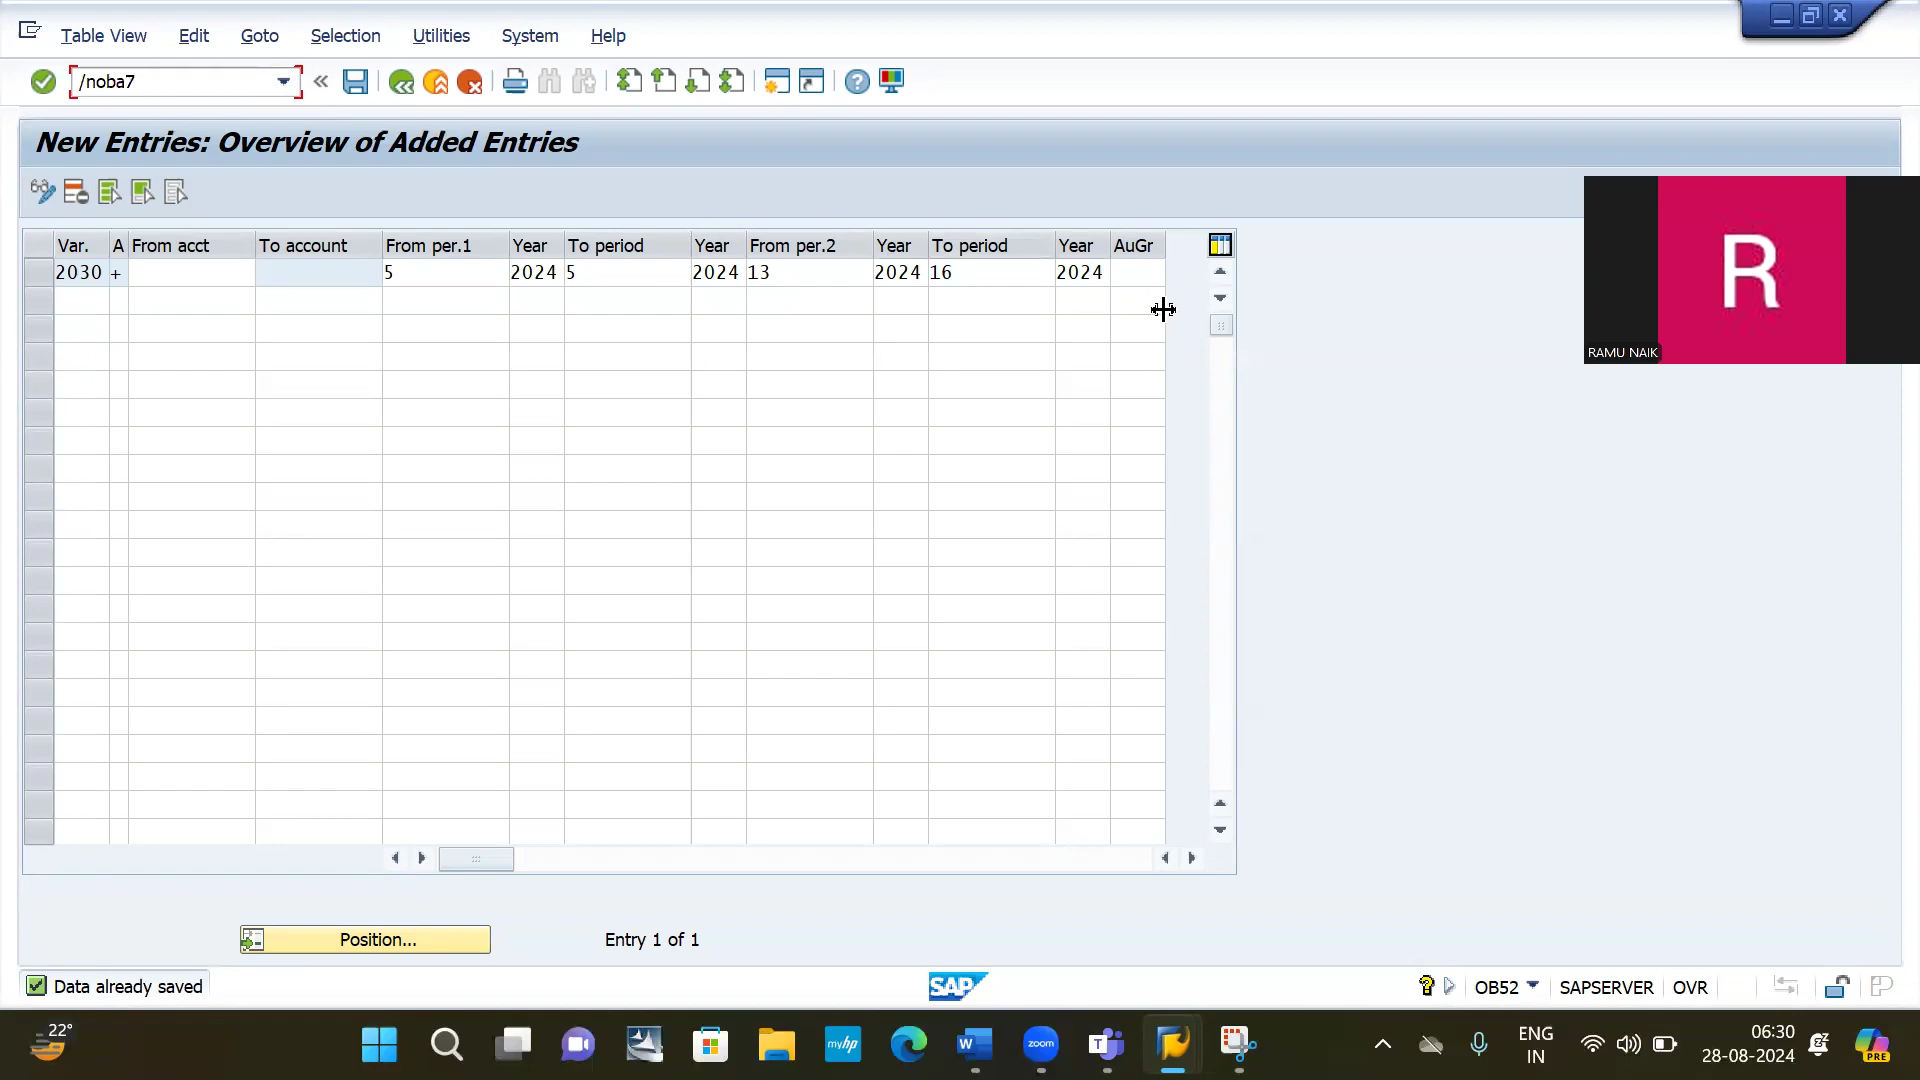 Table View Edit Goto Selection Utilities System Help
/noba7
New Entries: Overview of Added Entries
Var. A From acct To account From per.1 Year To period Year From per.2 Year To period Year AuGr
2030 + 5 2024 5 2024 13 2024 16 2024
R
RAMU NAIK
Position... Entry 1 of 1
Data already saved SAP OB52 SAPSERVER OVR
22° myhp W zoom T ENG 06:30
IN 28-08-2024 PRE